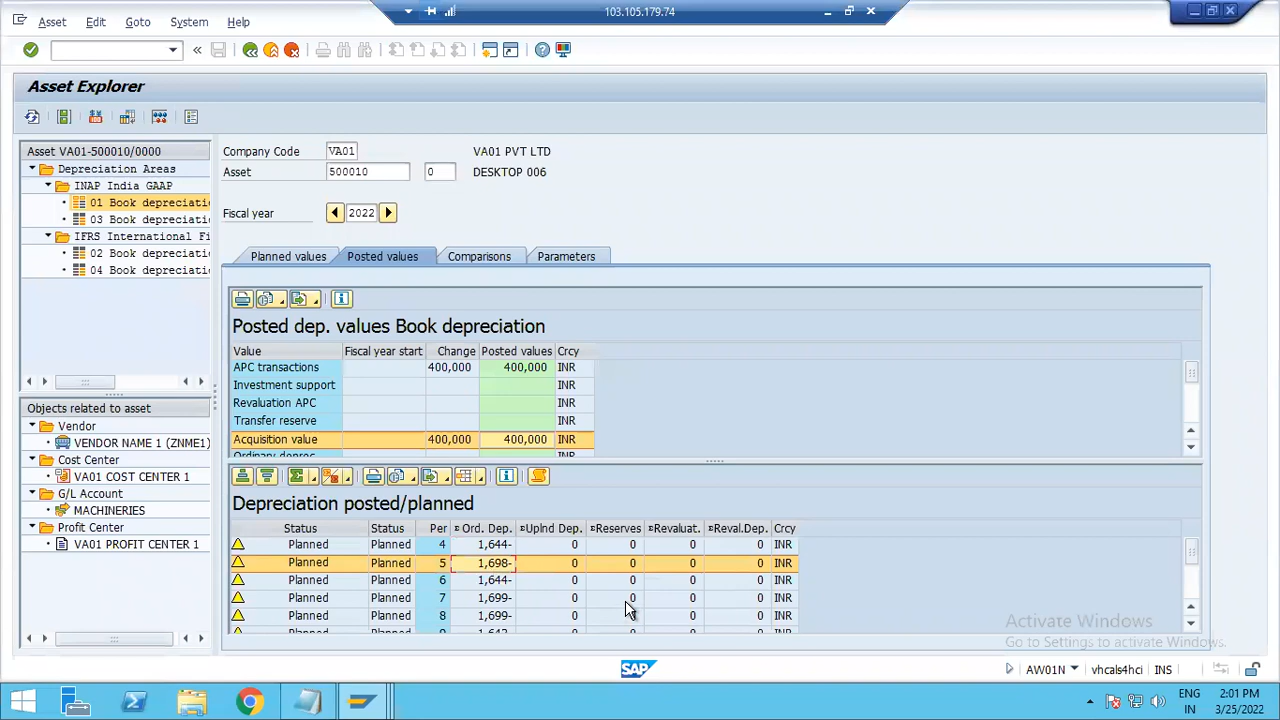 103.105.179.74
Asset Edit Goto System Help
Asset Explorer
Asset VA01-500010/0000
Depreciation Areas
INAP India GAAP
01 Book depreciati
03 Book depreciati
IFRS International Fi
02 Book depreciati
04 Book depreciati
Objects related to asset
Vendor
VENDOR NAME 1 (ZNME1)
Cost Center
VA01 COST CENTER 1
G/L Account
MACHINERIES
Profit Center
VA01 PROFIT CENTER 1
Company Code VA01 VA01 PVT LTD
Asset 500010 0 DESKTOP 006
Fiscal year 2022
Planned values Posted values Comparisons Parameters
Posted dep. values Book depreciation
Value Fiscal year start Change Posted values Crcy
APC transactions 400,000 400,000 INR
Investment support INR
Revaluation APC INR
Transfer reserve INR
Acquisition value 400,000 400,000 INR
Ordinary deprec.
Depreciation posted/planned
Status Status Per Ord. Dep. Uplnd Dep. Reserves Revaluat. Reval.Dep. Crcy
Planned Planned 4 1,644- 0 0 0 0 INR
Planned Planned 5 1,698- 0 0 0 0 INR
Planned Planned 6 1,644- 0 0 0 0 INR
Planned Planned 7 1,699- 0 0 0 0 INR
Planned Planned 8 1,699- 0 0 0 0 INR
Activate Windows
Go to Settings to activate Windows.
SAP
AW01N vhcals4hci INS
ENG 2:01 PM
IN 3/25/2022